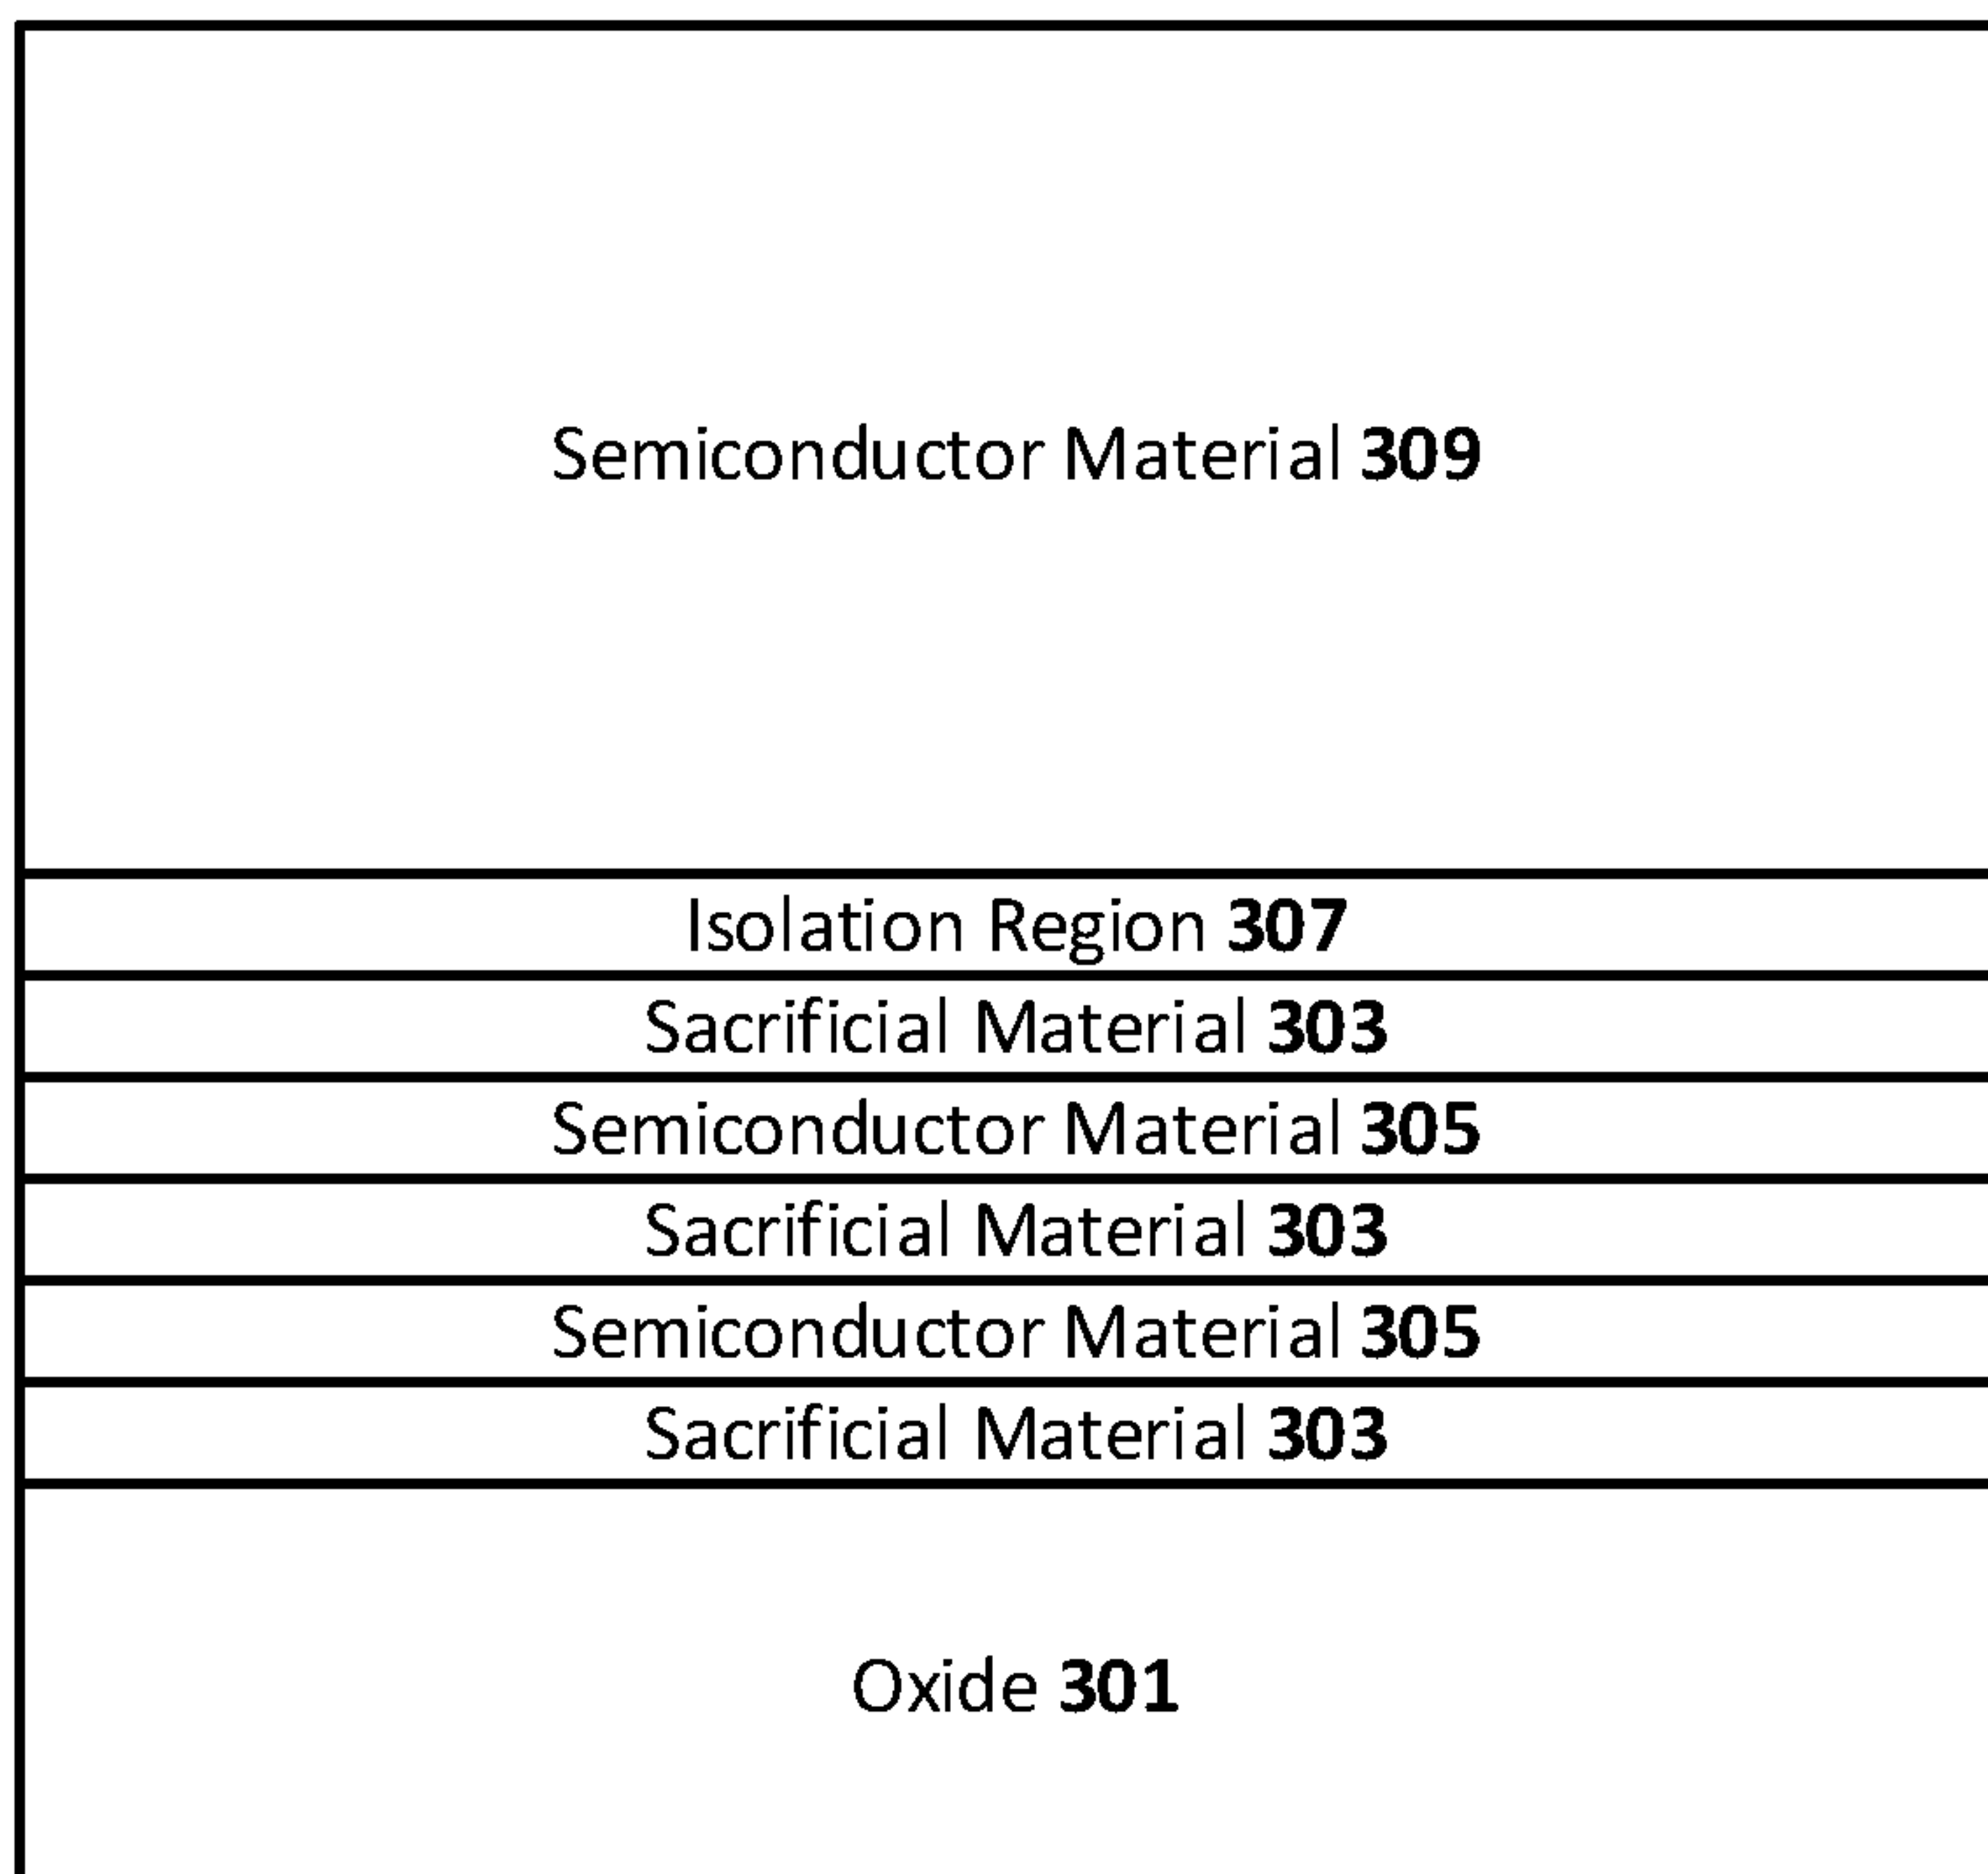 Semiconductor Material 309
Isolation Region 307
Sacrificial Material 303
Semiconductor Material 305
Sacrificial Material 303
Semiconductor Material 305
Sacrificial Material 303
Oxide 301